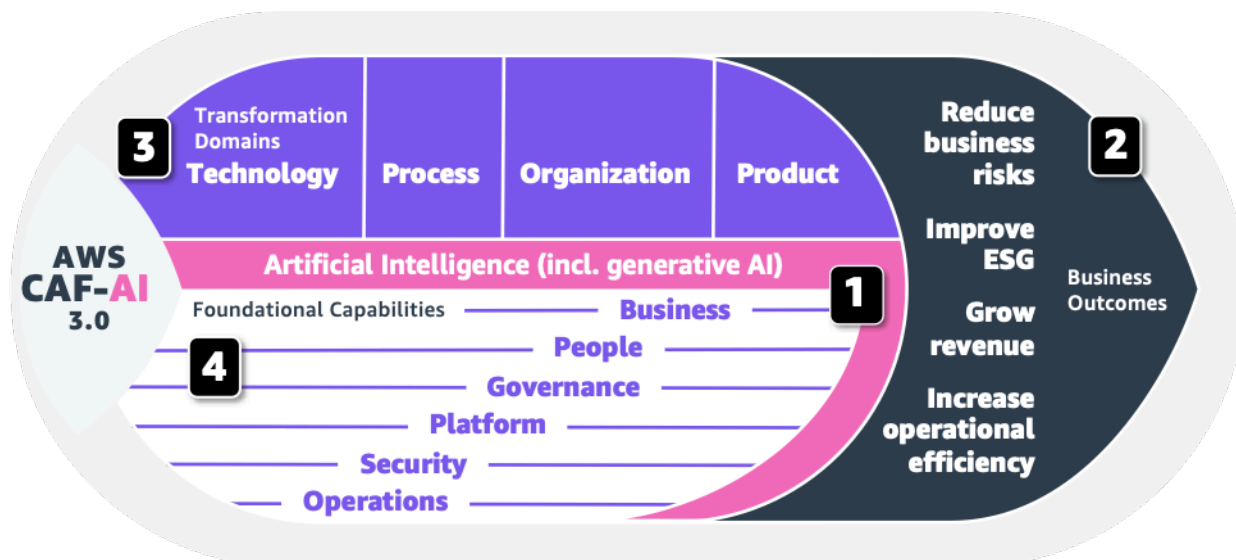 AWS
CAF-AI
3.0
3
Transformation
Domains
Technology
Process
Organization
Product
Artificial Intelligence (incl. generative AI)
1
Foundational Capabilities
Business
4
People
Governance
Platform
Security
Operations
2
Reduce
business
risks
Improve
ESG
Grow
revenue
Increase
operational
efficiency
Business
Outcomes